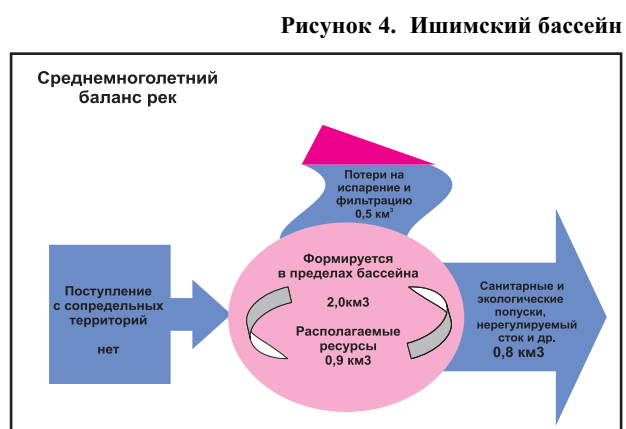 Рисунок 4. Ишимский бассейн
Среднемноголетний
баланс рек
Потери на
испарение и
фильтрацию
0,5 км³
Поступление
с сопредельных
территорий
нет
Формируется
в пределах бассейна
2,0км3
Располагаемые
ресурсы
0,9 км3
Санитарные и
экологические
попуски,
нерегулируемый
сток и др.
0,8 км3